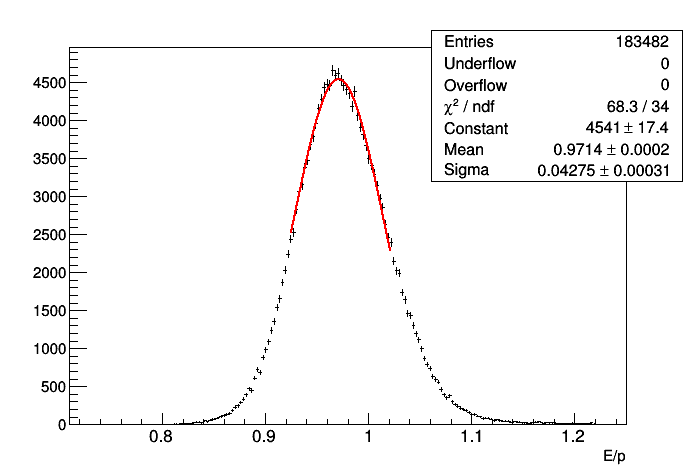 Entries 183482
Underflow 0
Overflow 0
χ² / ndf 68.3 / 34
Constant 4541 ± 17.4
Mean 0.9714 ± 0.0002
Sigma 0.04275 ± 0.00031
4500
4000
3500
3000
2500
2000
1500
1000
500
0
0.8 0.9 1 1.1 1.2
E/p